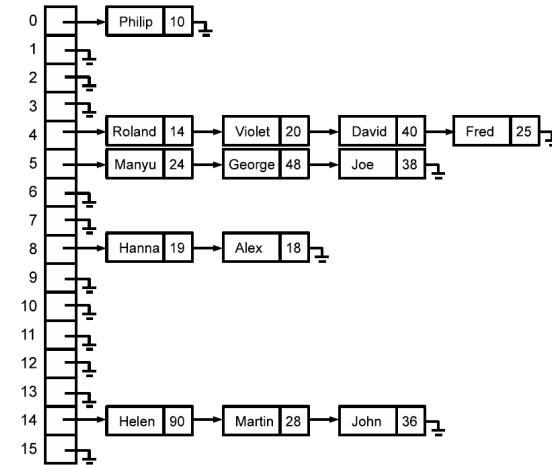 0 Philip 10
1
2
3
4 Roland 14 Violet 20 David 40 Fred 25
5 Manyu 24 George 48 Joe 38
6
7
8 Hanna 19 Alex 18
9
10
11
12
13
14 Helen 90 Martin 28 John 36
15